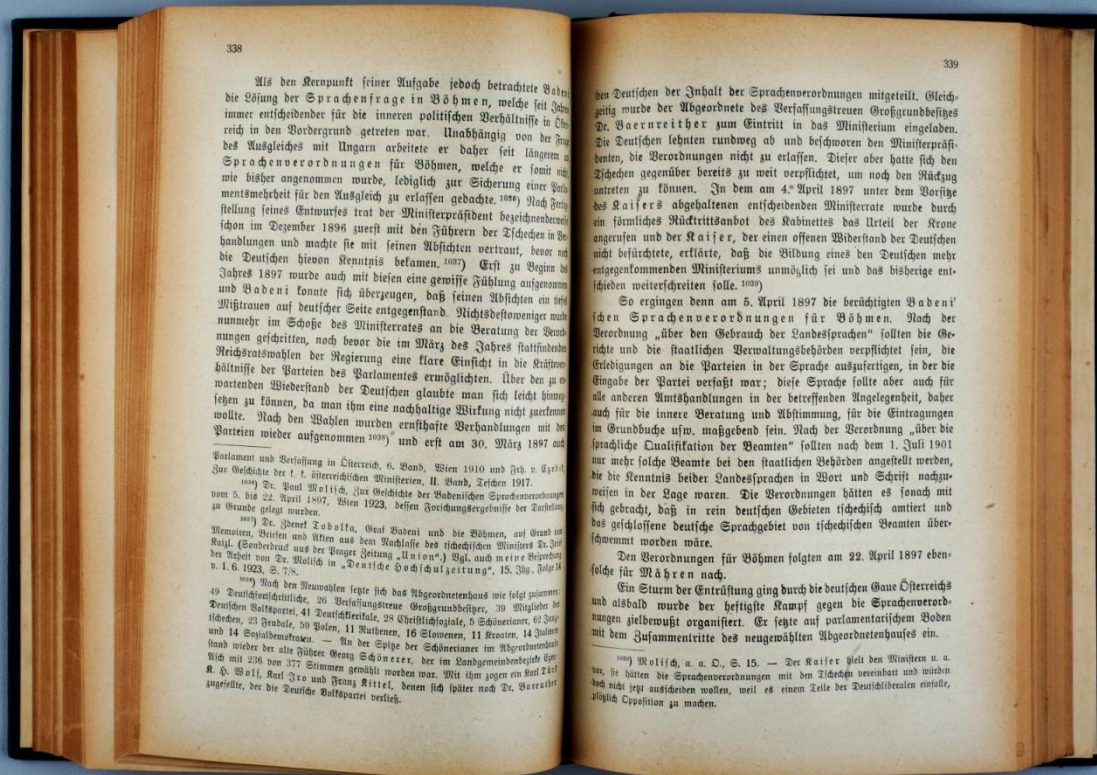 338
Als den Kernpunkt seiner Aufgabe jedoch betrachtete Badeni
die Lösung der Sprachenfrage in Böhmen, welche seit Jahren
immer entscheidender für die inneren politischen Verhältnisse in Öster-
reich in den Vordergrund getreten war. Unabhängig von der Frage
des Ausgleiches mit Ungarn arbeitete er daher seit längerem an
Sprachenverordnungen für Böhmen, welche er somit nicht,
wie bisher angenommen wurde, lediglich zur Sicherung einer Parla-
mentsmehrheit für den Ausgleich zu erlassen gedachte. 1036) Nach Fertig-
stellung seines Entwurfes trat der Ministerpräsident bezeichnenderweise
schon im Dezember 1896 zuerst mit den Führern der Tschechen in Ver-
handlungen und machte sie mit seinen Absichten vertraut, bevor noch
die Deutschen hievon Kenntnis bekamen. 1037) Erst zu Beginn des
Jahres 1897 wurde auch mit diesen eine gewisse Fühlung aufgenommen
und Badeni konnte sich überzeugen, daß seinen Absichten ein tiefes
Mißtrauen auf deutscher Seite entgegenstand. Nichtsdestoweniger wurde
nunmehr im Schoße des Ministerrates an die Beratung der Verord-
nungen geschritten, noch bevor die im März des Jahres stattfindenden
Reichsratswahlen der Regierung eine klare Einsicht in die Kräftever-
hältnisse der Parteien des Parlamentes ermöglichten. Über den zu er-
wartenden Wiederstand der Deutschen glaubte man sich leicht hinweg-
setzen zu können, da man ihm eine nachhaltige Wirkung nicht zuerkennen
wollte. Nach den Wahlen wurden ernsthafte Verhandlungen mit den
Parteien wieder aufgenommen 1038) und erst am 30. März 1897 auch
Parlament und Verfassung in Österreich, 6. Band, Wien 1910 und Frh. v. Czedik,
Zur Geschichte der k. k. österreichischen Ministerien, II. Band, Teschen 1917.
1036) Dr. Paul Molisch, Zur Geschichte der Badenischen Sprachenverordnungen
vom 5. bis 22. April 1897, Wien 1923, dessen Forschungsergebnisse der Darstellung
zu Grunde gelegt wurden.
1037) Dr. Zdenek Tobolka, Graf Badeni und die Böhmen, auf Grund von
Memoiren, Briefen und Akten aus dem Nachlasse des tschechischen Ministers Dr. Josef
Kaizl. (Sonderdruck aus der Prager Zeitung „Union“.) Vgl. auch meine Besprechung
der Arbeit von Dr. Molisch in „Deutsche Hochschulzeitung“, 15. Jhg., Folge 14
v. 1. 6. 1923, S. 7/8.
1038) Nach den Neuwahlen setzte sich das Abgeordnetenhaus wie folgt zusammen:
49 Deutschfortschrittliche, 26 Verfassungstreue Großgrundbesitzer, 39 Mitglieder der
Deutschen Volkspartei, 41 Deutschklerikale, 28 Christlichsoziale, 5 Schönerianer, 62 Jung-
tschechen, 23 Feudale, 59 Polen, 11 Ruthenen, 16 Slowenen, 11 Kroaten, 14 Italiener
und 14 Sozialdemokraten. — An der Spitze der Schönerianer im Abgeordnetenhause
stand wieder der alte Führer Georg Schönerer, der im Landgemeindenbezirke Eger-
Asch mit 236 von 377 Stimmen gewählt worden war. Mit ihm zogen ein Karl Türk,
K. H. Wolf, Karl Iro und Franz Kittel, denen sich später noch Dr. Bareuther
zugesellte, der die Deutsche Volkspartei verließ.
339
den Deutschen der Inhalt der Sprachenverordnungen mitgeteilt. Gleich-
zeitig wurde der Abgeordnete des Verfassungstreuen Großgrundbesitzes
Dr. Baernreither zum Eintritt in das Ministerium eingeladen.
Die Deutschen lehnten rundweg ab und beschworen den Ministerpräsi-
denten, die Verordnungen nicht zu erlassen. Dieser aber hatte sich den
Tschechen gegenüber bereits zu weit verpflichtet, um noch den Rückzug
antreten zu können. In dem am 4. April 1897 unter dem Vorsitze
des Kaisers abgehaltenen entscheidenden Ministerrate wurde durch
ein förmliches Rücktrittsanbot des Kabinettes das Urteil der Krone
angerufen und der Kaiser, der einen offenen Widerstand der Deutschen
nicht befürchtete, erklärte, daß die Bildung eines den Deutschen mehr
entgegenkommenden Ministeriums unmöglich sei und das bisherige ent-
schieden weiterschreiten solle. 1039)
So ergingen denn am 5. April 1897 die berüchtigten Badeni'
schen Sprachenverordnungen für Böhmen. Nach der
Verordnung „über den Gebrauch der Landessprachen“ sollten die Ge-
richte und die staatlichen Verwaltungsbehörden verpflichtet sein, die
Erledigungen an die Parteien in der Sprache auszufertigen, in der die
Eingabe der Partei verfaßt war; diese Sprache sollte aber auch für
alle anderen Amtshandlungen in der betreffenden Angelegenheit, daher
auch für die innere Beratung und Abstimmung, für die Eintragungen
im Grundbuche usw. maßgebend sein. Nach der Verordnung „über die
sprachliche Qualifikation der Beamten“ sollten nach dem 1. Juli 1901
nur mehr solche Beamte bei den staatlichen Behörden angestellt werden,
die die Kenntnis beider Landessprachen in Wort und Schrift nachzu-
weisen in der Lage waren. Die Verordnungen hätten es sonach mit
sich gebracht, daß in rein deutschen Gebieten tschechisch amtiert und
das geschlossene deutsche Sprachgebiet von tschechischen Beamten über-
schwemmt worden wäre.
Den Verordnungen für Böhmen folgten am 22. April 1897 eben-
solche für Mähren nach.
Ein Sturm der Entrüstung ging durch die deutschen Gaue Österreichs
und alsbald wurde der heftigste Kampf gegen die Sprachenverord-
nungen zielbewußt organisiert. Er setzte auf parlamentarischem Boden
mit dem Zusammentritte des neugewählten Abgeordnetenhauses ein.
1039) Molisch, a. a. O., S. 15. — Der Kaiser hielt den Ministern u. a.
vor, sie hätten die Sprachenverordnungen mit den Tschechen vereinbart und würden
doch nicht jetzt ausscheiden wollen, weil es einem Teile der Deutschliberalen einfalle,
plötzlich Opposition zu machen.